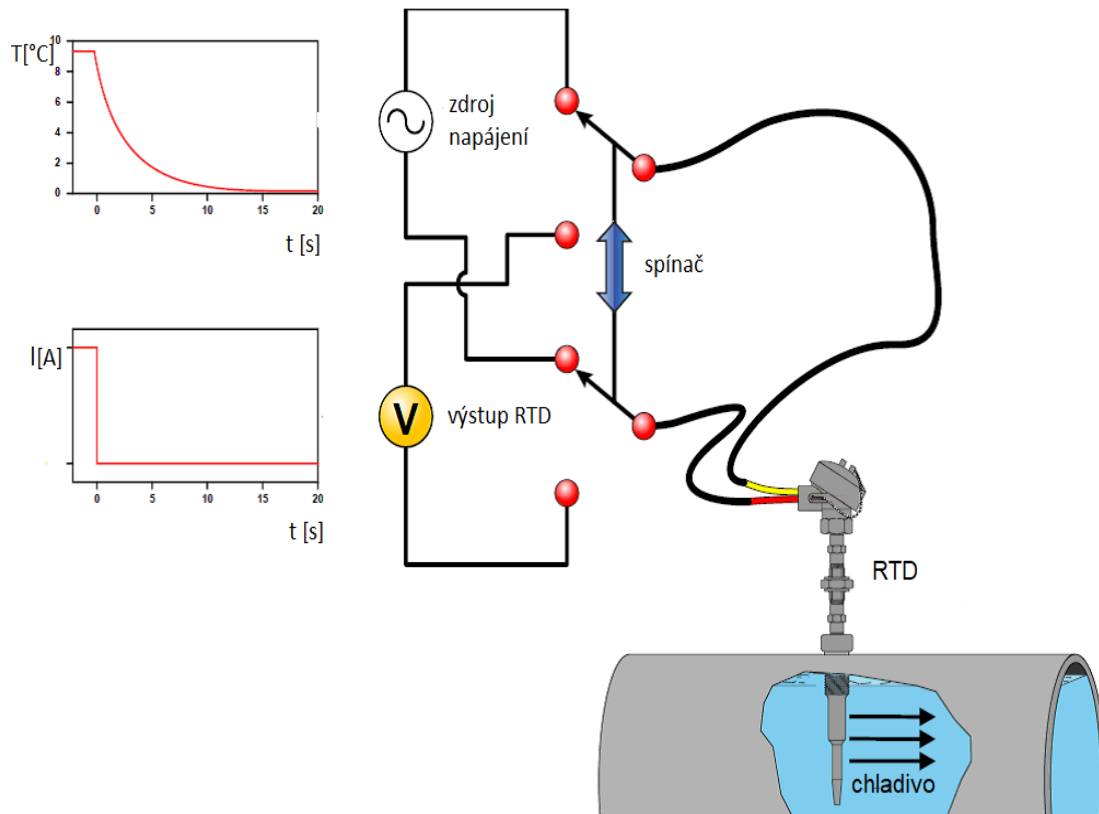 T[°C]
10
8
6
4
2
0
0 5 10 15 20
t [s]
I[A]
0 5 10 15 20
t [s]
zdroj
napájení
spínač
V
výstup RTD
RTD
chladivo